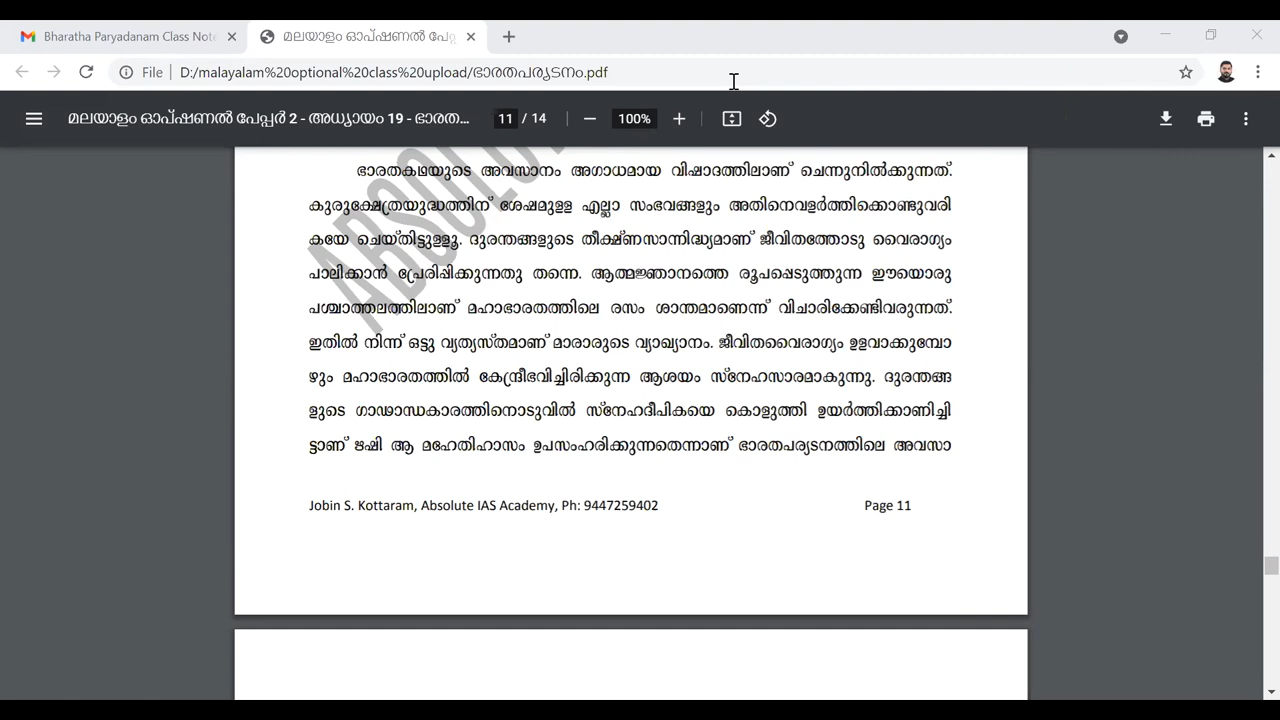 Bharatha Paryadanam Class Note
മലയാളം ഓപ്ഷണൽ പേപ്പ
File
D:/malayalam%20optional%20class%20upload/ഭാരതപര്യടനം.pdf
മലയാളം ഓപ്ഷണൽ പേപ്പർ 2 - അധ്യായം 19 - ഭാരത...
11 / 14
100%
ഭാരതകഥയുടെ അവസാനം അഗാധമായ വിഷാദത്തിലാണ് ചെന്നുനിൽക്കുന്നത്.
കുരുക്ഷേത്രയുദ്ധത്തിന് ശേഷമുളള എല്ലാ സംഭവങ്ങളും അതിനെവളർത്തിക്കൊണ്ടുവരി
കയേ ചെയ്തിട്ടുള്ളൂ. ദുരന്തങ്ങളുടെ തീക്ഷ്ണസാന്നിദ്ധ്യമാണ് ജീവിതത്തോടു വൈരാഗ്യം
പാലിക്കാൻ പ്രേരിപ്പിക്കുന്നതു തന്നെ. ആത്മജ്ഞാനത്തെ രൂപപ്പെടുത്തുന്ന ഈയൊരു
പശ്ചാത്തലത്തിലാണ് മഹാഭാരതത്തിലെ രസം ശാന്തമാണെന്ന് വിചാരിക്കേണ്ടിവരുന്നത്.
ഇതിൽ നിന്ന് ഒട്ടു വ്യത്യസ്തമാണ് മാരാരുടെ വ്യാഖ്യാനം. ജീവിതവൈരാഗ്യം ഉളവാക്കുമ്പോ
ഴും മഹാഭാരതത്തിൽ കേന്ദ്രീഭവിച്ചിരിക്കുന്ന ആശയം സ്നേഹസാരമാകുന്നു. ദുരന്തങ്ങ
ളുടെ ഗാഢാന്ധകാരത്തിനൊടുവിൽ സ്നേഹദീപികയെ കൊളുത്തി ഉയർത്തിക്കാണിച്ചി
ട്ടാണ് ഋഷി ആ മഹേതിഹാസം ഉപസംഹരിക്കുന്നതെന്നാണ് ഭാരതപര്യടനത്തിലെ അവസാ
ABSOLU
Jobin S. Kottaram, Absolute IAS Academy, Ph: 9447259402
Page 11